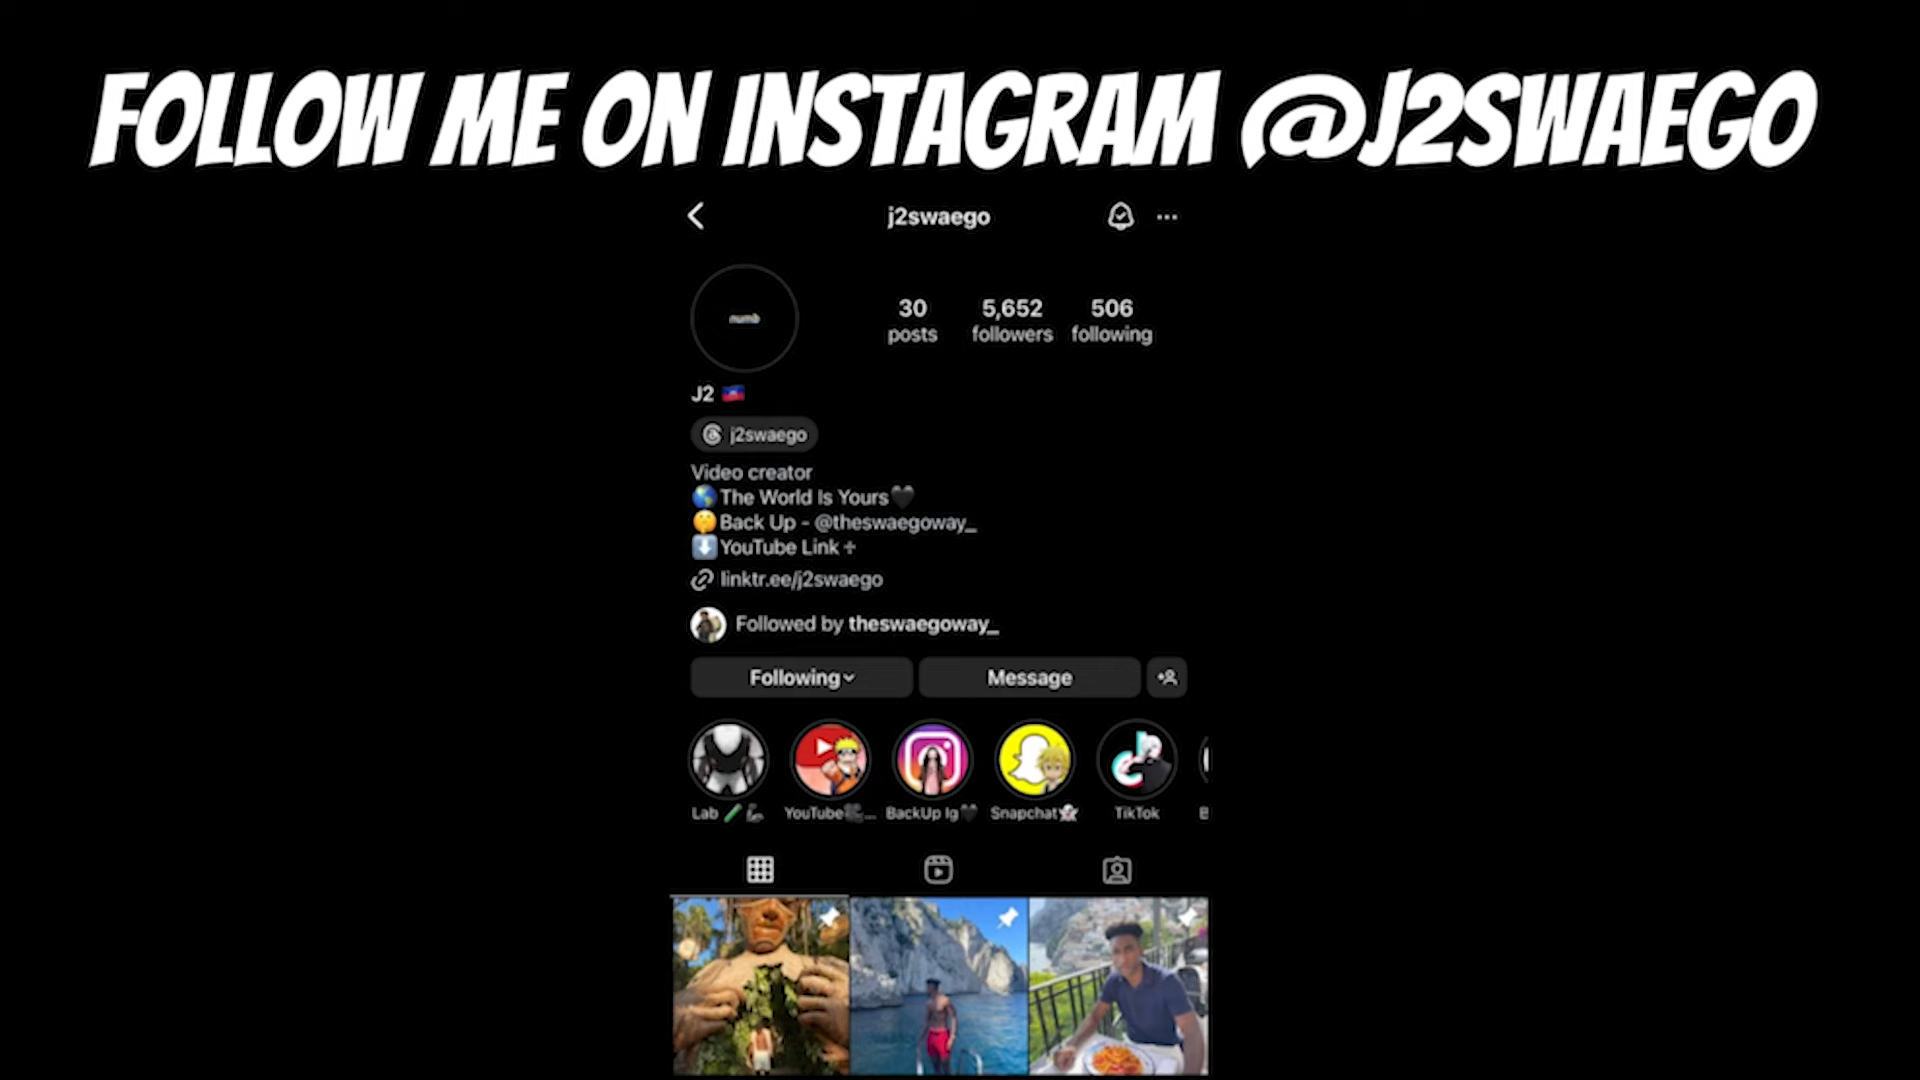 FOLLOW ME ON INSTAGRAM @J2SWAEGO
j2swaego
numb
30 5,652 506
posts followers following
J2
j2swaego
Video creator
The World Is Yours
Back Up - @theswaegoway_
YouTube Link
linktr.ee/j2swaego
Followed by theswaegoway_
Following Message
Lab YouTube ... BackUp Ig Snapchat TikTok